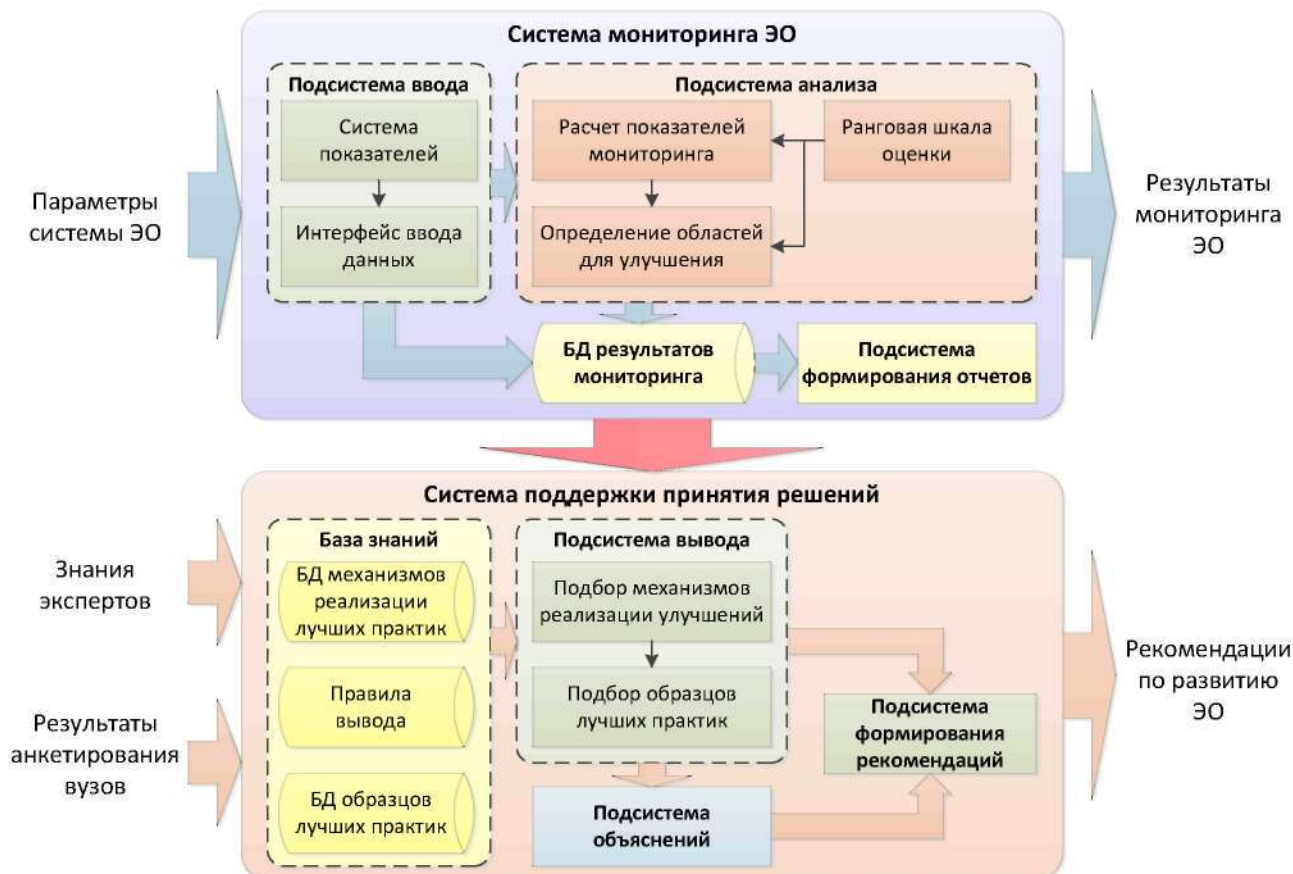 Система мониторинга ЭО
Подсистема ввода
Система
показателей
Интерфейс ввода
данных
Подсистема анализа
Расчет показателей
мониторинга
Ранговая шкала
оценки
Определение областей
для улучшения
Параметры
системы ЭО
Результаты
мониторинга
ЭО
БД результатов
мониторинга
Подсистема
формирования отчетов
Система поддержки принятия решений
База знаний
БД механизмов
реализации
лучших практик
Правила
вывода
БД образцов
лучших практик
Подсистема вывода
Подбор механизмов
реализации улучшений
Подбор образцов
лучших практик
Подсистема
объяснений
Подсистема
формирования
рекомендаций
Знания
экспертов
Результаты
анкетирования
вузов
Рекомендации
по развитию
ЭО